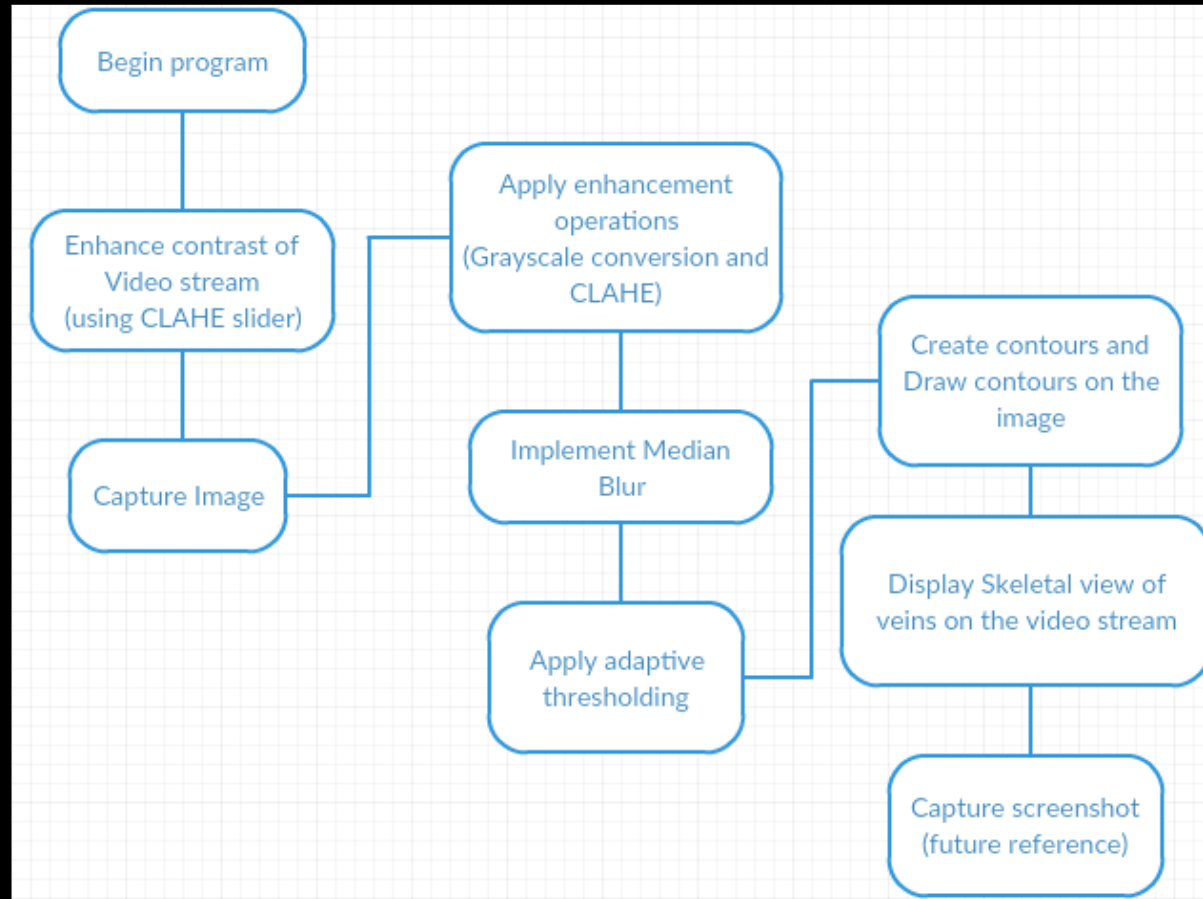 Begin program
Enhance contrast of
Video stream
(using CLAHE slider)
Capture Image
Apply enhancement
operations
(Grayscale conversion and
CLAHE)
Implement Median
Blur
Apply adaptive
thresholding
Create contours and
Draw contours on the
image
Display Skeletal view of
veins on the video stream
Capture screenshot
(future reference)